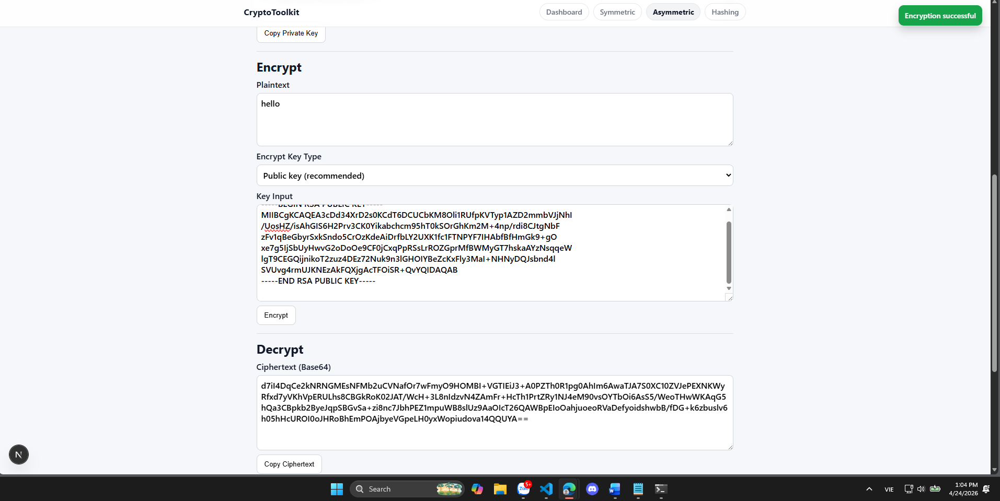 CryptoToolkit
Dashboard
Symmetric
Asymmetric
Hashing
Encryption successful
Copy Private Key
Encrypt
Plaintext
hello
Encrypt Key Type
Public key (recommended)
Key Input
-----BEGIN RSA PUBLIC KEY-----
MIIBCgKCAQEA3cDd34XrD2s0KCdT6DCUCbKM8Oli1RUfpKVTyp1AZD2mmbVJjNhI
/UosHZ/isAhGIS6H2Prv3CK0Yikabchcm95hT0kSOrGhKm2M+4np/rdi8CJtgNbF
zFv1qBeGbyrSxkSndo5CrOzKdeAiDrfbLY2UXK1fc1FTNPYF7IHAbfBfHmGk9+gO
xe7g5IjSbUyHwvG2oDoOe9CF0jCxqPpRSsLrROZGprMfBWMyGT7hskaAYzNsqqeW
lgT9CEGQijnikoT2zuz4DEz72Nuk9n3lGHOIYBeZcKxFly3MaI+NHNyDQJsbnd4l
SVUvg4rmUJKNEzAkFQXjgAcTFOiSR+QvYQIDAQAB
-----END RSA PUBLIC KEY-----
Encrypt
Decrypt
Ciphertext (Base64)
d7iI4DqCe2kNRNGMEsNFMb2uCVNafOr7wFmyO9HOMBI+VGTIEiJ3+A0PZTh0R1pg0AhIm6AwaTJA7S0XC10ZVJePEXNKWy
Rfxd7yVKhVpERULhs8CBGkRoK02JAT/WcH+3L8nIdzvN4ZAmFr+HcTh1PrtZRy1NJ4eM90vsOYTbOi6AsS5/WeoTHwWKAqG5
hQa3CBpkb2ByeJqpSBGvSa+zi8nc7JbhPEZ1mpuWB8slUz9AaOIcT26QAWBpEIoOahjuoeoRVaDefyoidshwbB/fDG+k6zbuslv6
h05hHcUROI0oJHRoBhEmPOAjbyeVGpeLH0yxWopiudova14QQUYA==
Copy Ciphertext
N
Search
Zalo
5+
VIE
1:04 PM
4/24/2026